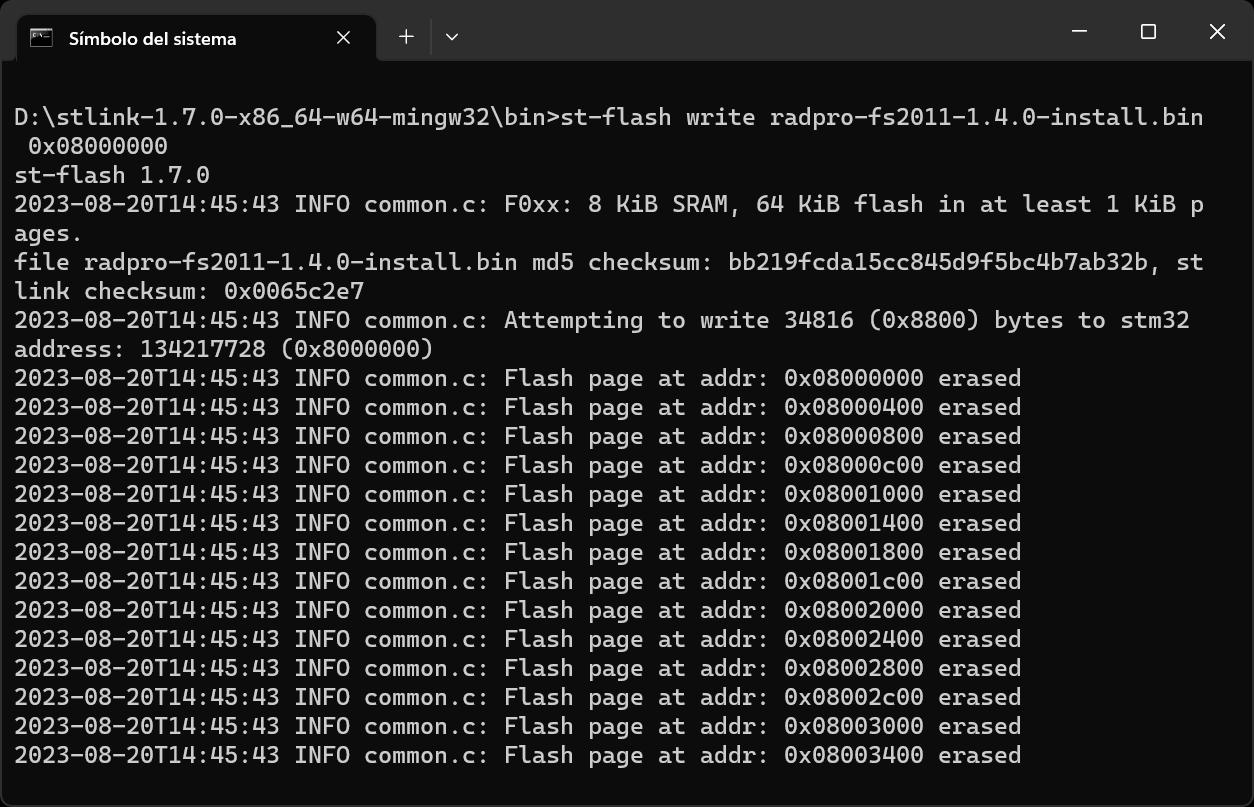 Símbolo del sistema
D:\stlink-1.7.0-x86_64-w64-mingw32\bin>st-flash write radpro-fs2011-1.4.0-install.bin
 0x08000000
st-flash 1.7.0
2023-08-20T14:45:43 INFO common.c: F0xx: 8 KiB SRAM, 64 KiB flash in at least 1 KiB p
ages.
file radpro-fs2011-1.4.0-install.bin md5 checksum: bb219fcda15cc845d9f5bc4b7ab32b, st
link checksum: 0x0065c2e7
2023-08-20T14:45:43 INFO common.c: Attempting to write 34816 (0x8800) bytes to stm32
address: 134217728 (0x8000000)
2023-08-20T14:45:43 INFO common.c: Flash page at addr: 0x08000000 erased
2023-08-20T14:45:43 INFO common.c: Flash page at addr: 0x08000400 erased
2023-08-20T14:45:43 INFO common.c: Flash page at addr: 0x08000800 erased
2023-08-20T14:45:43 INFO common.c: Flash page at addr: 0x08000c00 erased
2023-08-20T14:45:43 INFO common.c: Flash page at addr: 0x08001000 erased
2023-08-20T14:45:43 INFO common.c: Flash page at addr: 0x08001400 erased
2023-08-20T14:45:43 INFO common.c: Flash page at addr: 0x08001800 erased
2023-08-20T14:45:43 INFO common.c: Flash page at addr: 0x08001c00 erased
2023-08-20T14:45:43 INFO common.c: Flash page at addr: 0x08002000 erased
2023-08-20T14:45:43 INFO common.c: Flash page at addr: 0x08002400 erased
2023-08-20T14:45:43 INFO common.c: Flash page at addr: 0x08002800 erased
2023-08-20T14:45:43 INFO common.c: Flash page at addr: 0x08002c00 erased
2023-08-20T14:45:43 INFO common.c: Flash page at addr: 0x08003000 erased
2023-08-20T14:45:43 INFO common.c: Flash page at addr: 0x08003400 erased